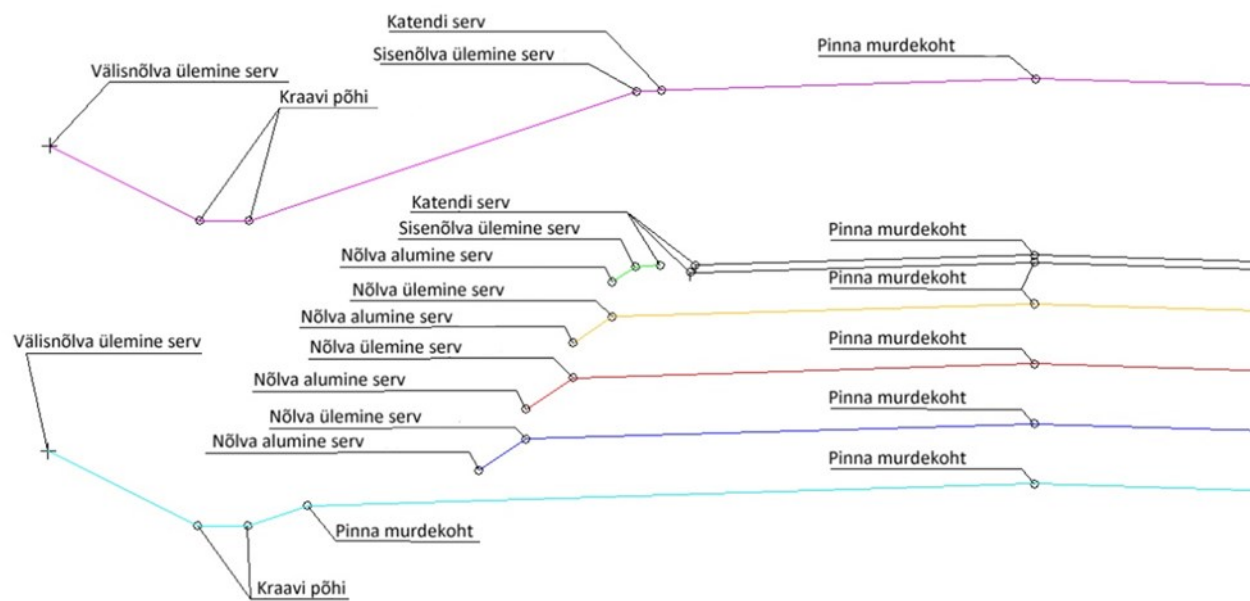 Katendi serv
Sisenõlva ülemine serv
Pinna murdekoht
Välisnõlva ülemine serv
Kraavi põhi
Katendi serv
Sisenõlva ülemine serv
Pinna murdekoht
Nõlva alumine serv
Pinna murdekoht
Nõlva ülemine serv
Nõlva alumine serv
Välisnõlva ülemine serv
Nõlva ülemine serv
Pinna murdekoht
Nõlva alumine serv
Pinna murdekoht
Nõlva ülemine serv
Nõlva alumine serv
Pinna murdekoht
Pinna murdekoht
Kraavi põhi